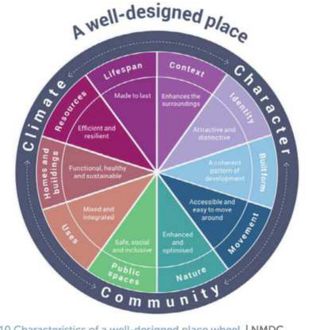 A well-designed place
Climate
Character
Community
Context
Enhances the
surroundings
Identity
Attractive and
distinctive
Built form
A coherent
pattern of
development
Movement
Accessible and
easy to move
around
Nature
Enhanced
and
optimised
Public
spaces
Safe, social
and inclusive
Uses
Mixed and
integrated
Homes and
buildings
Functional, healthy
and sustainable
Resources
Efficient and
resilient
Lifespan
Made to last
10 Characteristics of a well-designed place wheel | NMDC